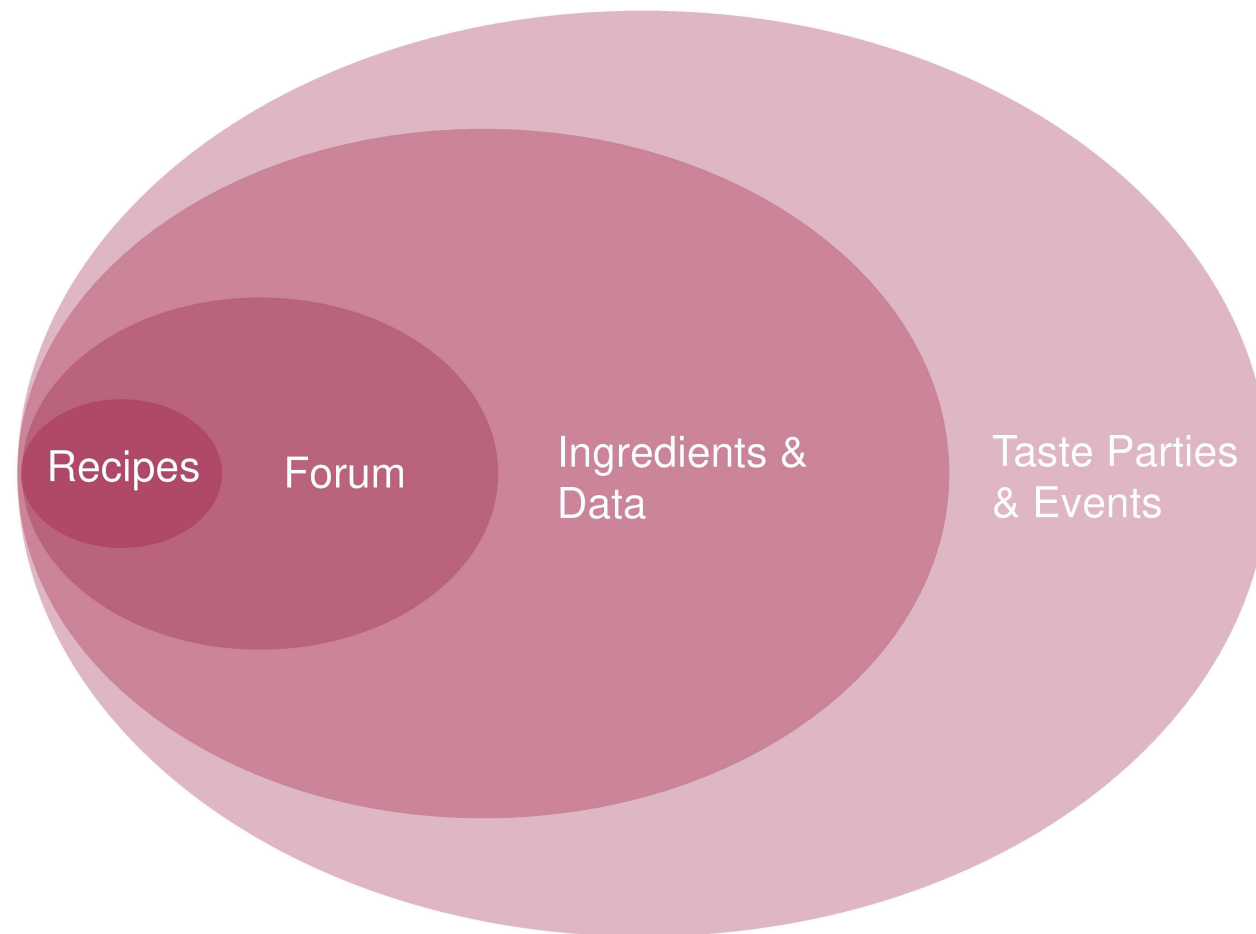 Recipes
Forum
Ingredients &
Data
Taste Parties
& Events